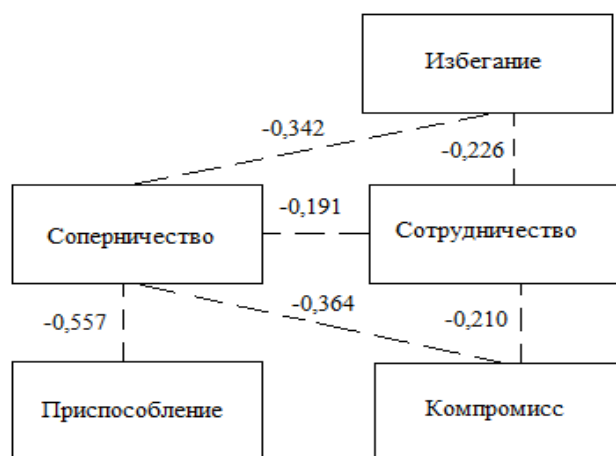 Избегание
-0,342
-0,226
Соперничество
-0,191
Сотрудничество
-0,557
-0,364
-0,210
Приспособление
Компромисс